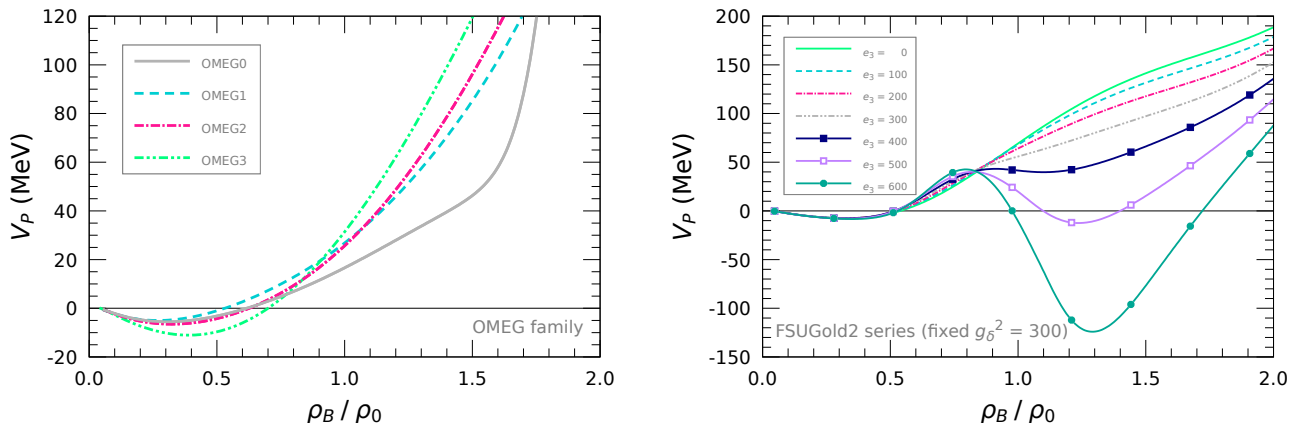 120
100
80
60
40
20
0
-20
V_P (MeV)
OMEG0
OMEG1
OMEG2
OMEG3
OMEG family
0.0 0.5 1.0 1.5 2.0
ρ_B / ρ_0
200
150
100
50
0
-50
-100
-150
V_P (MeV)
e_3 = 0
e_3 = 100
e_3 = 200
e_3 = 300
e_3 = 400
e_3 = 500
e_3 = 600
FSUGold2 series (fixed g_δ^2 = 300)
0.0 0.5 1.0 1.5 2.0
ρ_B / ρ_0